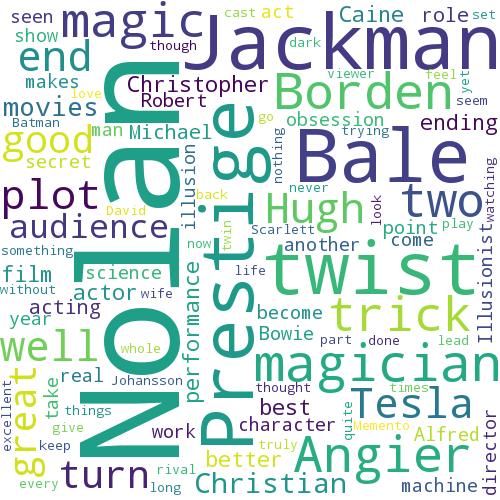 seen
magic
though
cast
act
Caine
role
set
Jackman
show
end
dark
makes
Christopher
viewer
feel
yet
love
Robert
Borden
seem
movies
Batman
man
Michael
go
obsession
trying
ending
good
secret
Nolan
illusion
Prestige
nothing
Bale
never
look
watching
plot
David
back
Hugh
two
audience
twin
Scarlett
point
play
something
now
another
come
Illusionist
film
science
life
twist
without
actor
wife
performance
acting
become
part
done
lead
year
Bowie
trick
well
whole
magician
real
Johansson
thought
times
excellent
great
take
things
best
Tesla
give
work
character
quite
Memento
truly
Alfred
director
keep
better
Angier
every
turn
rival
long
Christian
machine